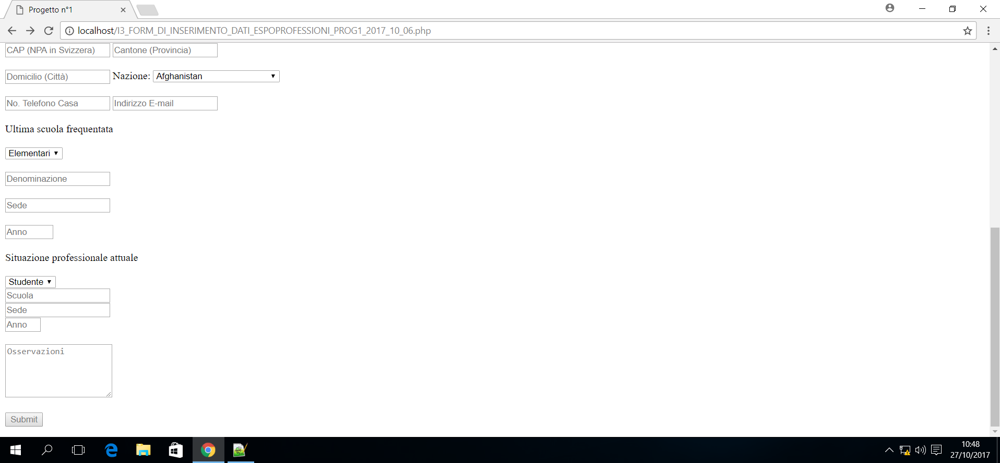 Progetto n°1
localhost/I3_FORM_DI_INSERIMENTO_DATI_ESPOPROFESSIONI_PROG1_2017_10_06.php
CAP (NPA in Svizzera) Cantone (Provincia)
Domicilio (Città) Nazione: Afghanistan
No. Telefono Casa Indirizzo E-mail
Ultima scuola frequentata
Elementari
Denominazione
Sede
Anno
Situazione professionale attuale
Studente
Scuola
Sede
Anno
Osservazioni
Submit
10:48
27/10/2017